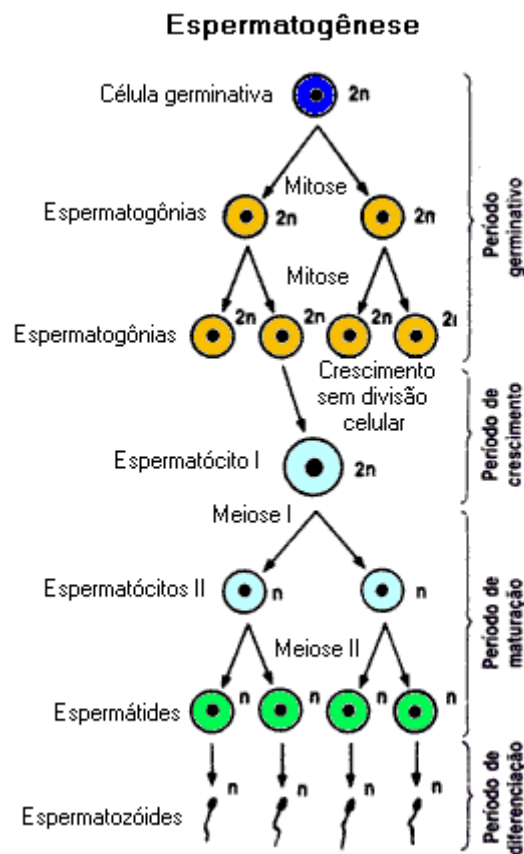 Espermatogênese
Célula germinativa
2n
Mitose
Espermatogônias
2n
2n
Mitose
Espermatogônias
2n
2n
2n
2n
Crescimento
sem divisão
celular
Espermatócito I
2n
Meiose I
Espermatócitos II
n
n
Meiose II
Espermátides
n
n
n
n
Espermatozóides
n
n
n
n
Período
germinativo
Período de
crescimento
Período de
maturação
Período de
diferenciação